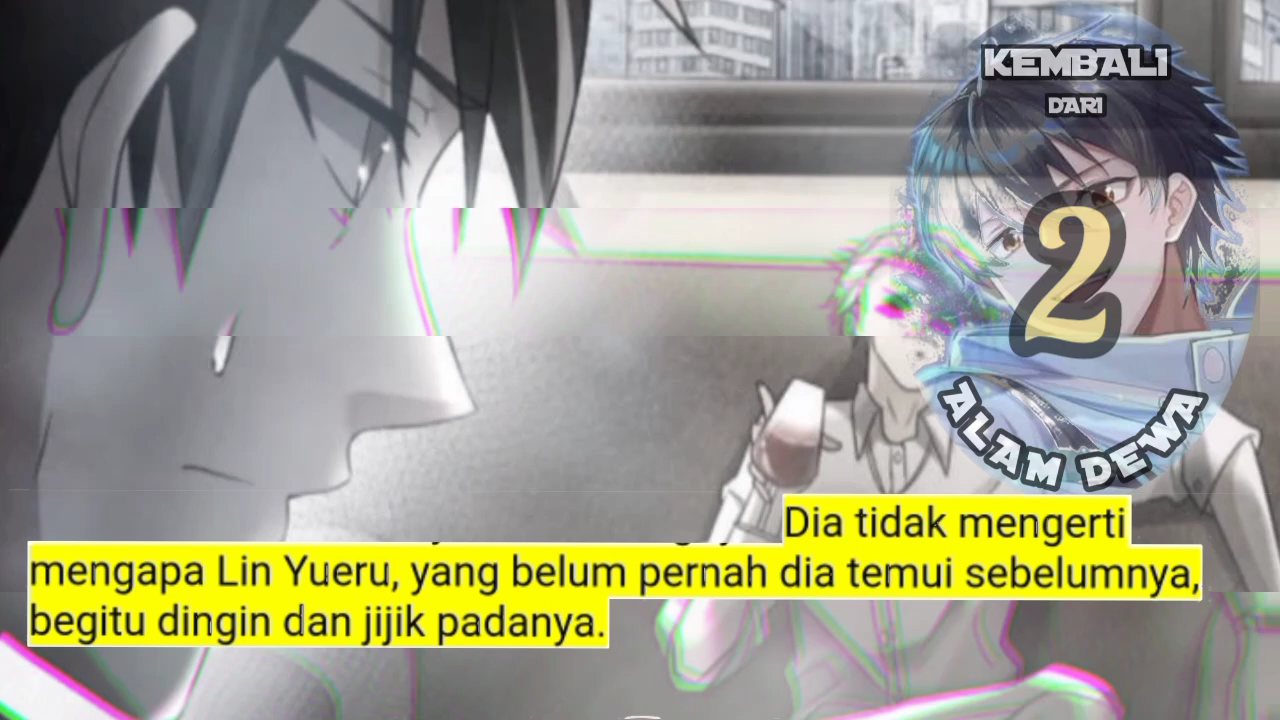 KEMBALI
DARI
2
ALAM DEWA
Dia tidak mengerti
mengapa Lin Yueru, yang belum pernah dia temui sebelumnya,
begitu dingin dan jijik padanya.